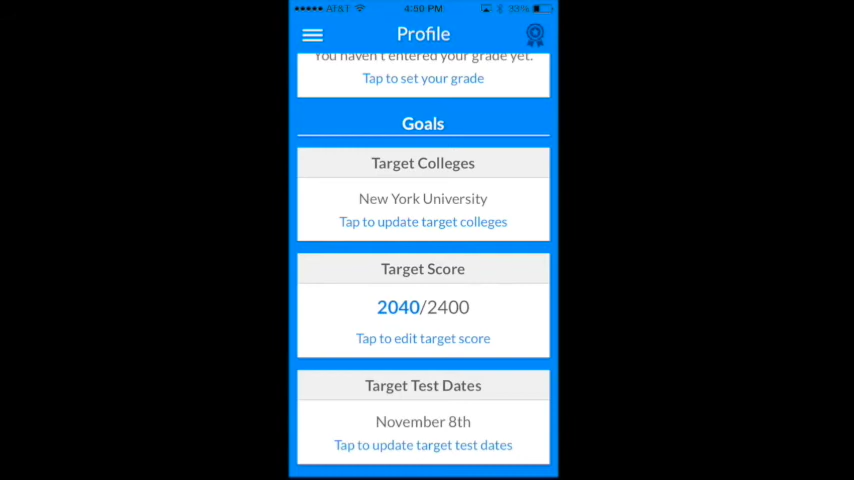 AT&T 4:50 PM 33%
Profile
You haven't entered your grade yet.
Tap to set your grade
Goals
Target Colleges
New York University
Tap to update target colleges
Target Score
2040/2400
Tap to edit target score
Target Test Dates
November 8th
Tap to update target test dates